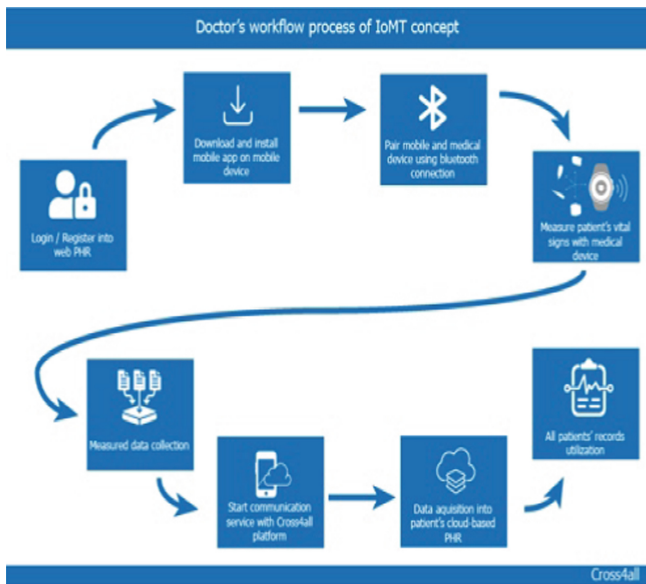 Doctor's workflow process of IoMT concept
Download and install
mobile app on mobile
device
Pair mobile and medical
device using bluetooth
connection
Login / Register into
web PHR
Measure patient's vital
signs with medical
device
Measured data collection
Start communication
service with Cross4all
platform
Data aquisition into
patient's cloud-based
PHR
All patients' records
utilization
Cross4all